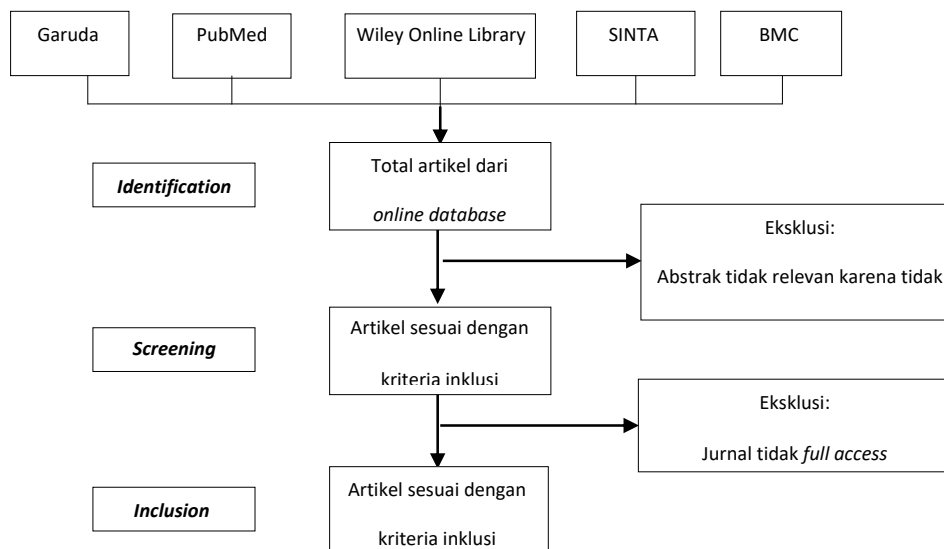 Garuda
PubMed
Wiley Online Library
SINTA
BMC
Identification
Total artikel dari
online database
Eksklusi:
Abstrak tidak relevan karena tidak
Screening
Artikel sesuai dengan
kriteria inklusi
Eksklusi:
Jurnal tidak full access
Inclusion
Artikel sesuai dengan
kriteria inklusi